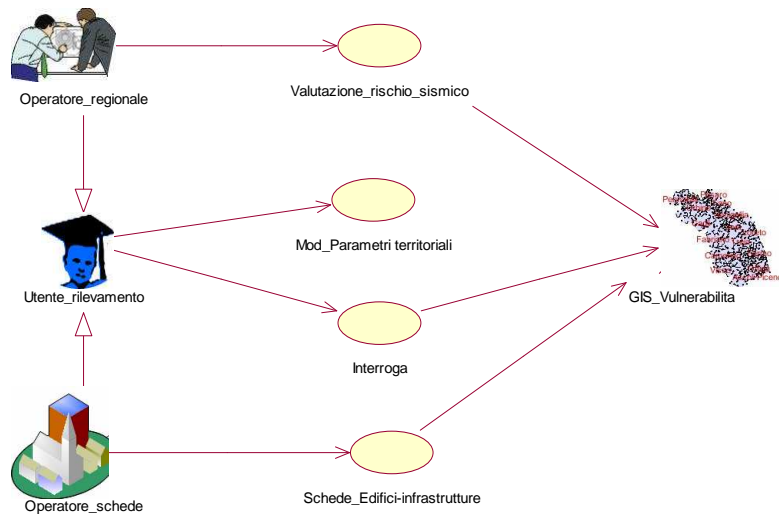 Operatore_regionale
Valutazione_rischio_sismico
Mod_Parametri territoriali
Utente_rilevamento
GIS_Vulnerabilita
Interroga
Schede_Edifici-infrastrutture
Operatore_schede